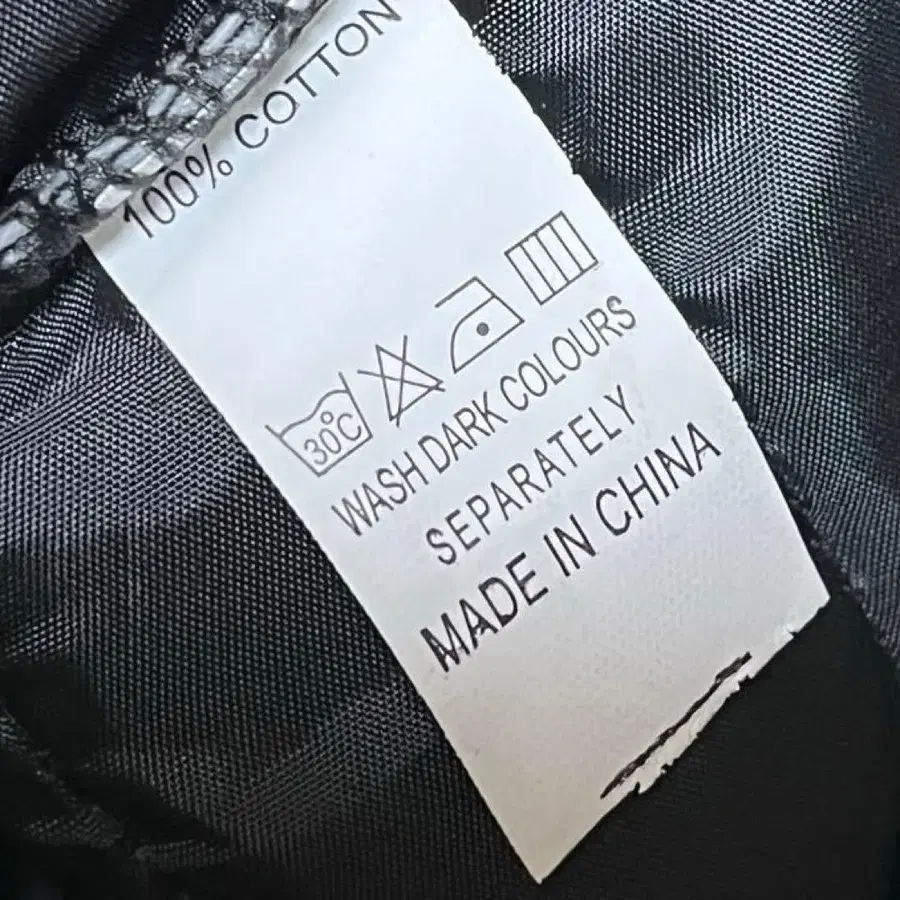 100% COTTON
30°C
WASH DARK COLOURS
SEPARATELY
MADE IN CHINA